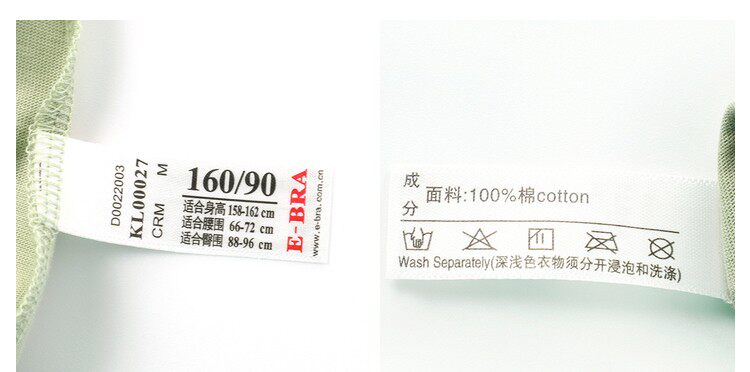 D0022003
KL00027
CRM M
160/90
适合身高 158-162 cm
适合腰围 66-72 cm
适合臀围 88-96 cm
E-BRA
www.e-bra.com.cn
成分
面料:100%棉cotton
Wash Separately(深浅色衣物须分开浸泡和洗涤)